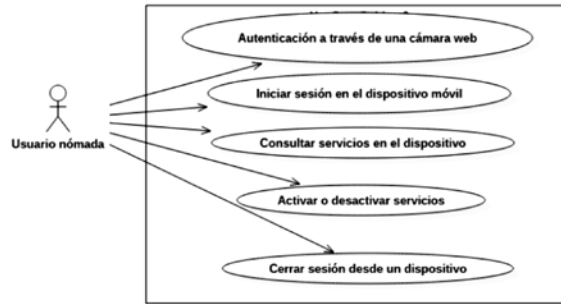 Autenticación a través de una cámara web
Iniciar sesión en el dispositivo móvil
Usuario nómada
Consultar servicios en el dispositivo
Activar o desactivar servicios
Cerrar sesión desde un dispositivo